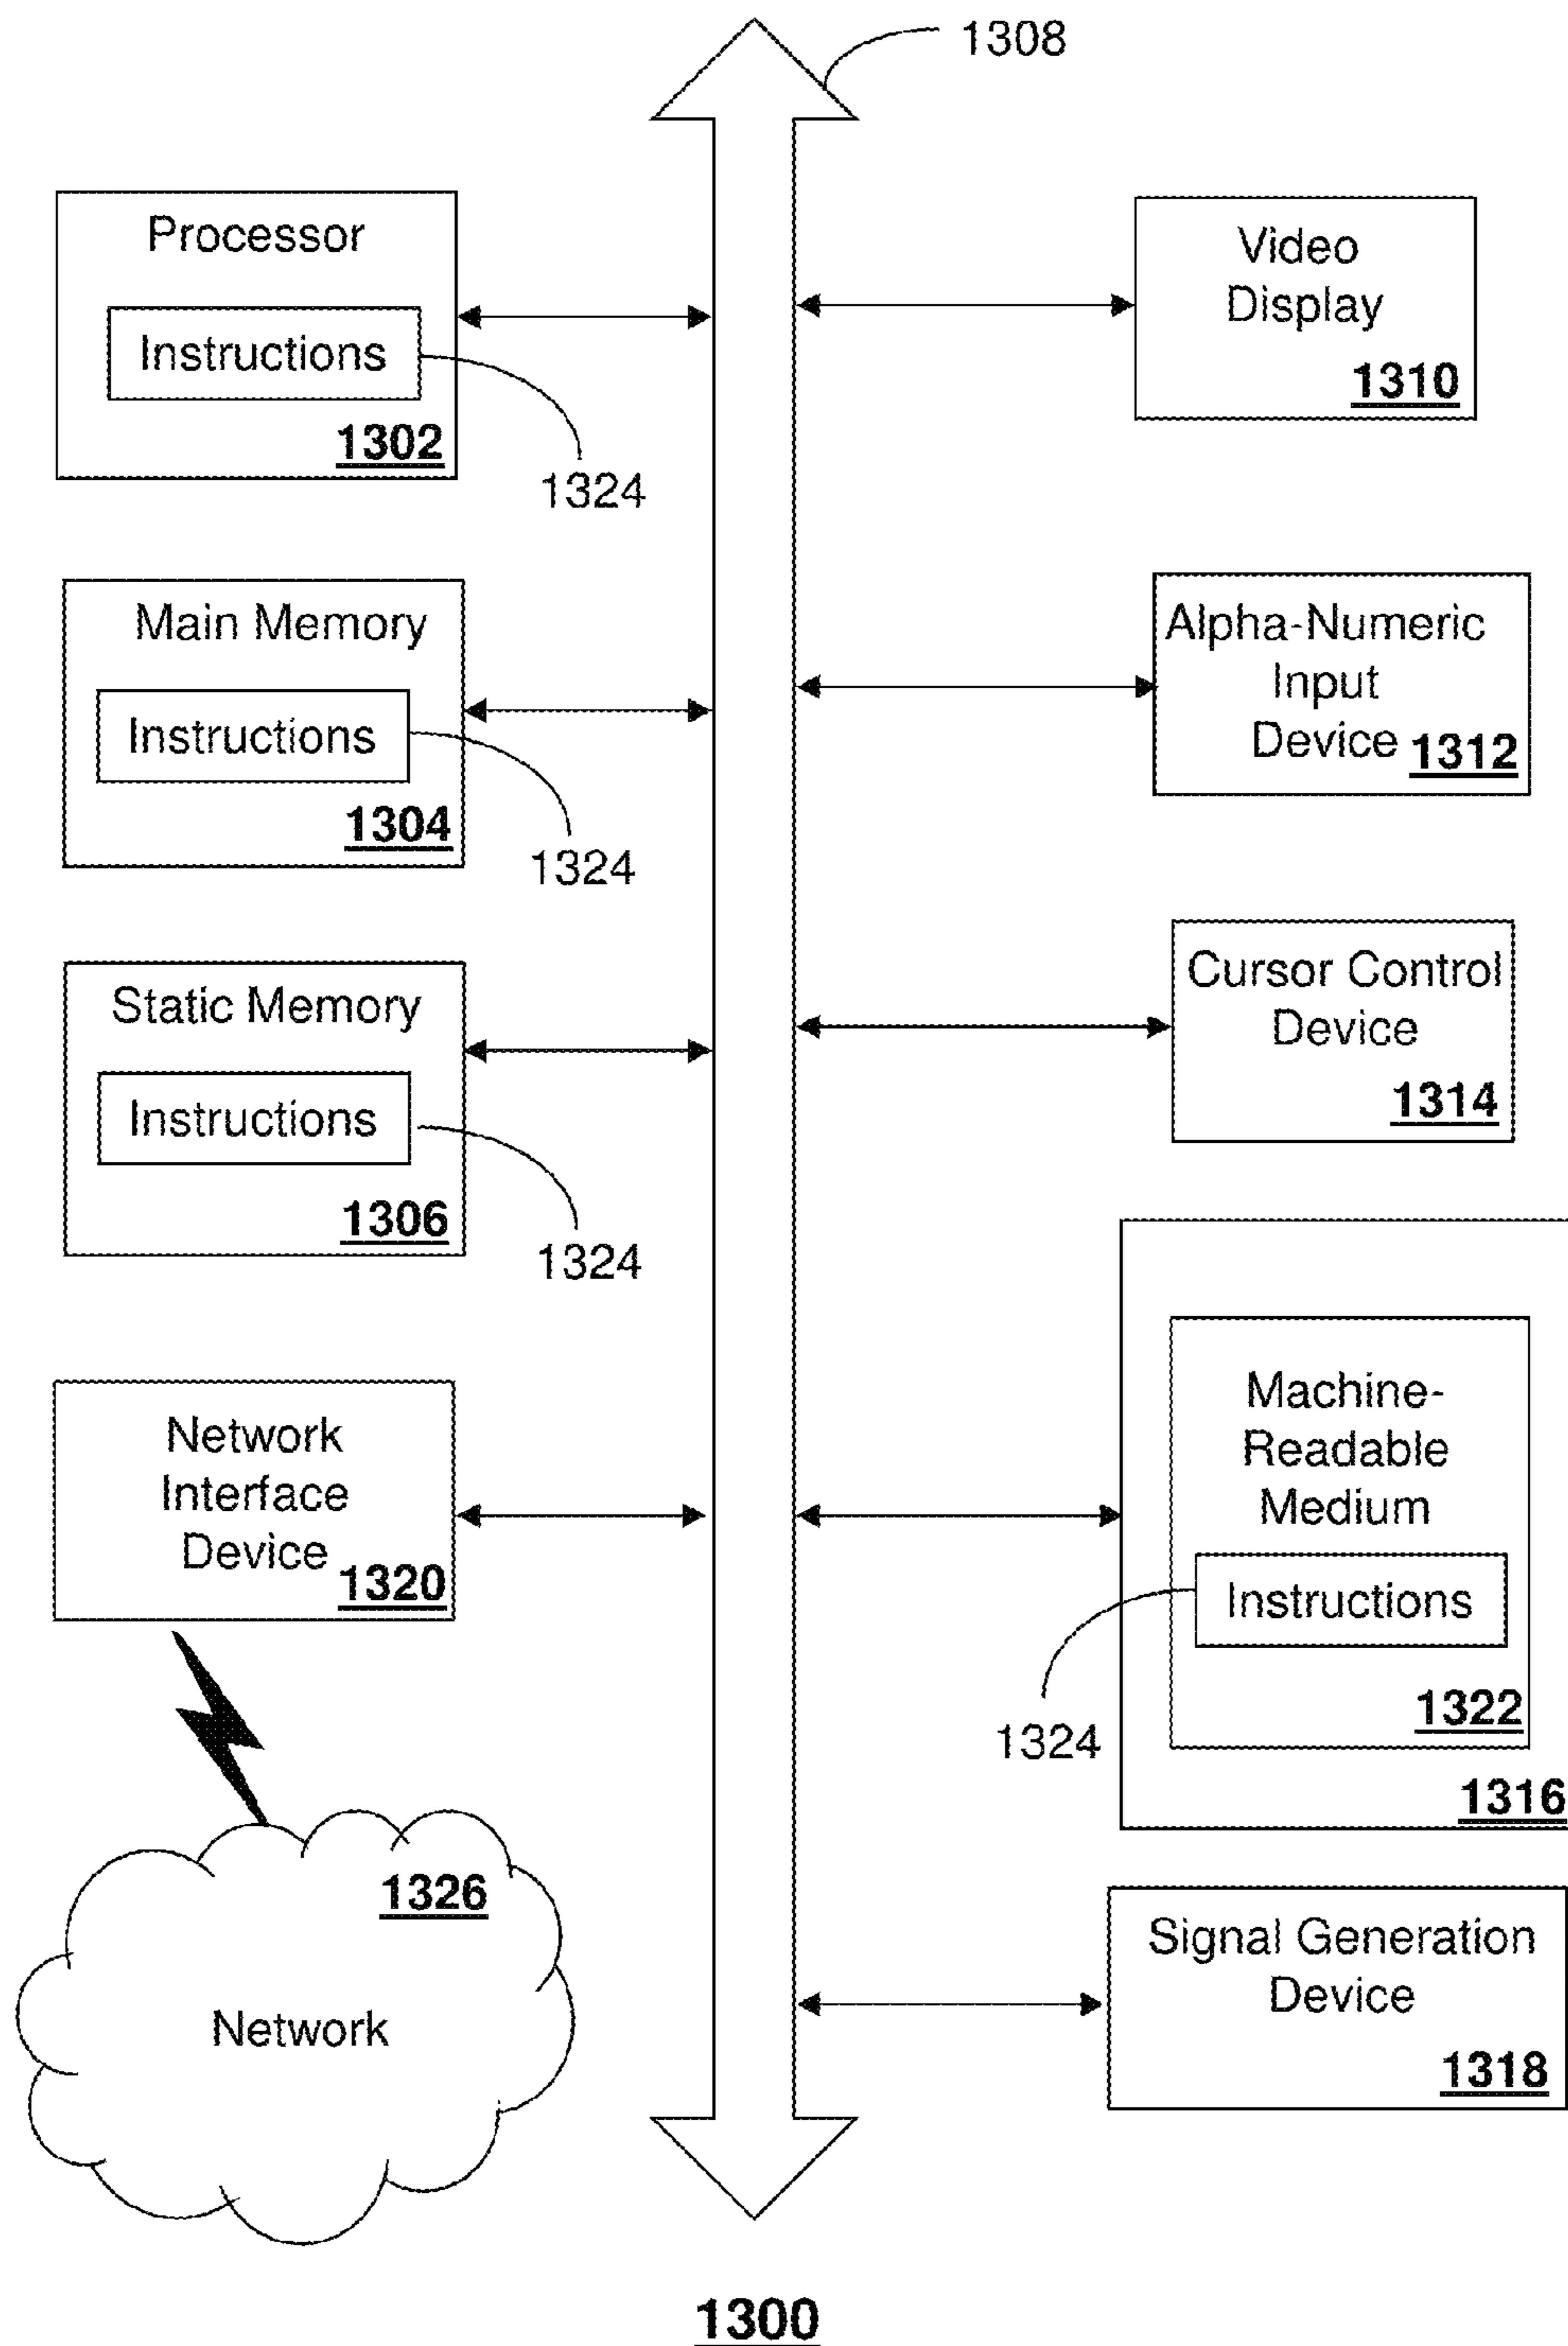 1308
Processor
Instructions
1302
1324
Main Memory
Instructions
1304
1324
Static Memory
Instructions
1306
1324
Network
Interface
Device
1320
1326
Network
Video
Display
1310
Alpha-Numeric
Input
Device 1312
Cursor Control
Device
1314
Machine-
Readable
Medium
Instructions
1322
1324
1316
Signal Generation
Device
1318
1300